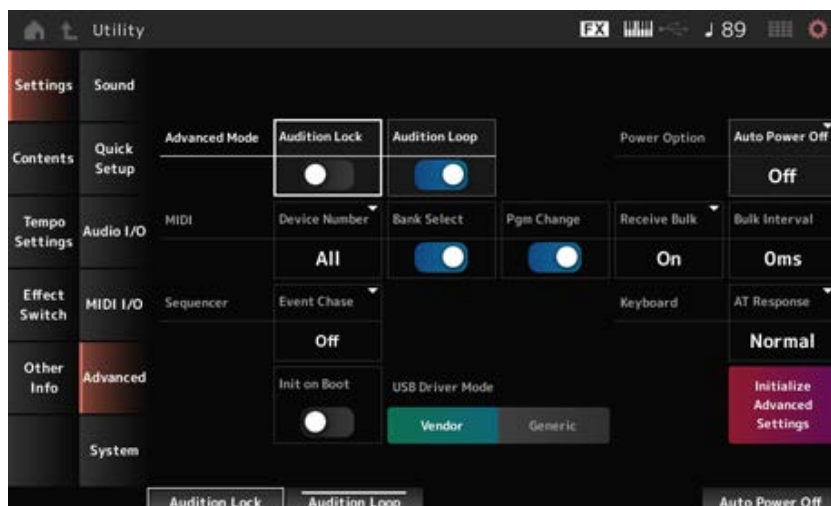 Utility
FX
89
Settings
Sound
Contents
Quick
Setup
Advanced Mode
Audition Lock
Audition Loop
Power Option
Auto Power Off
Off
Tempo
Settings
Audio I/O
MIDI
Device Number
All
Bank Select
Pgm Change
Receive Bulk
On
Bulk Interval
0ms
Effect
Switch
MIDI I/O
Sequencer
Event Chase
Off
Keyboard
AT Response
Normal
Other
Info
Advanced
Init on Boot
USB Driver Mode
Vendor
Generic
Initialize
Advanced
Settings
System
Audition Lock
Audition Loop
Auto Power Off